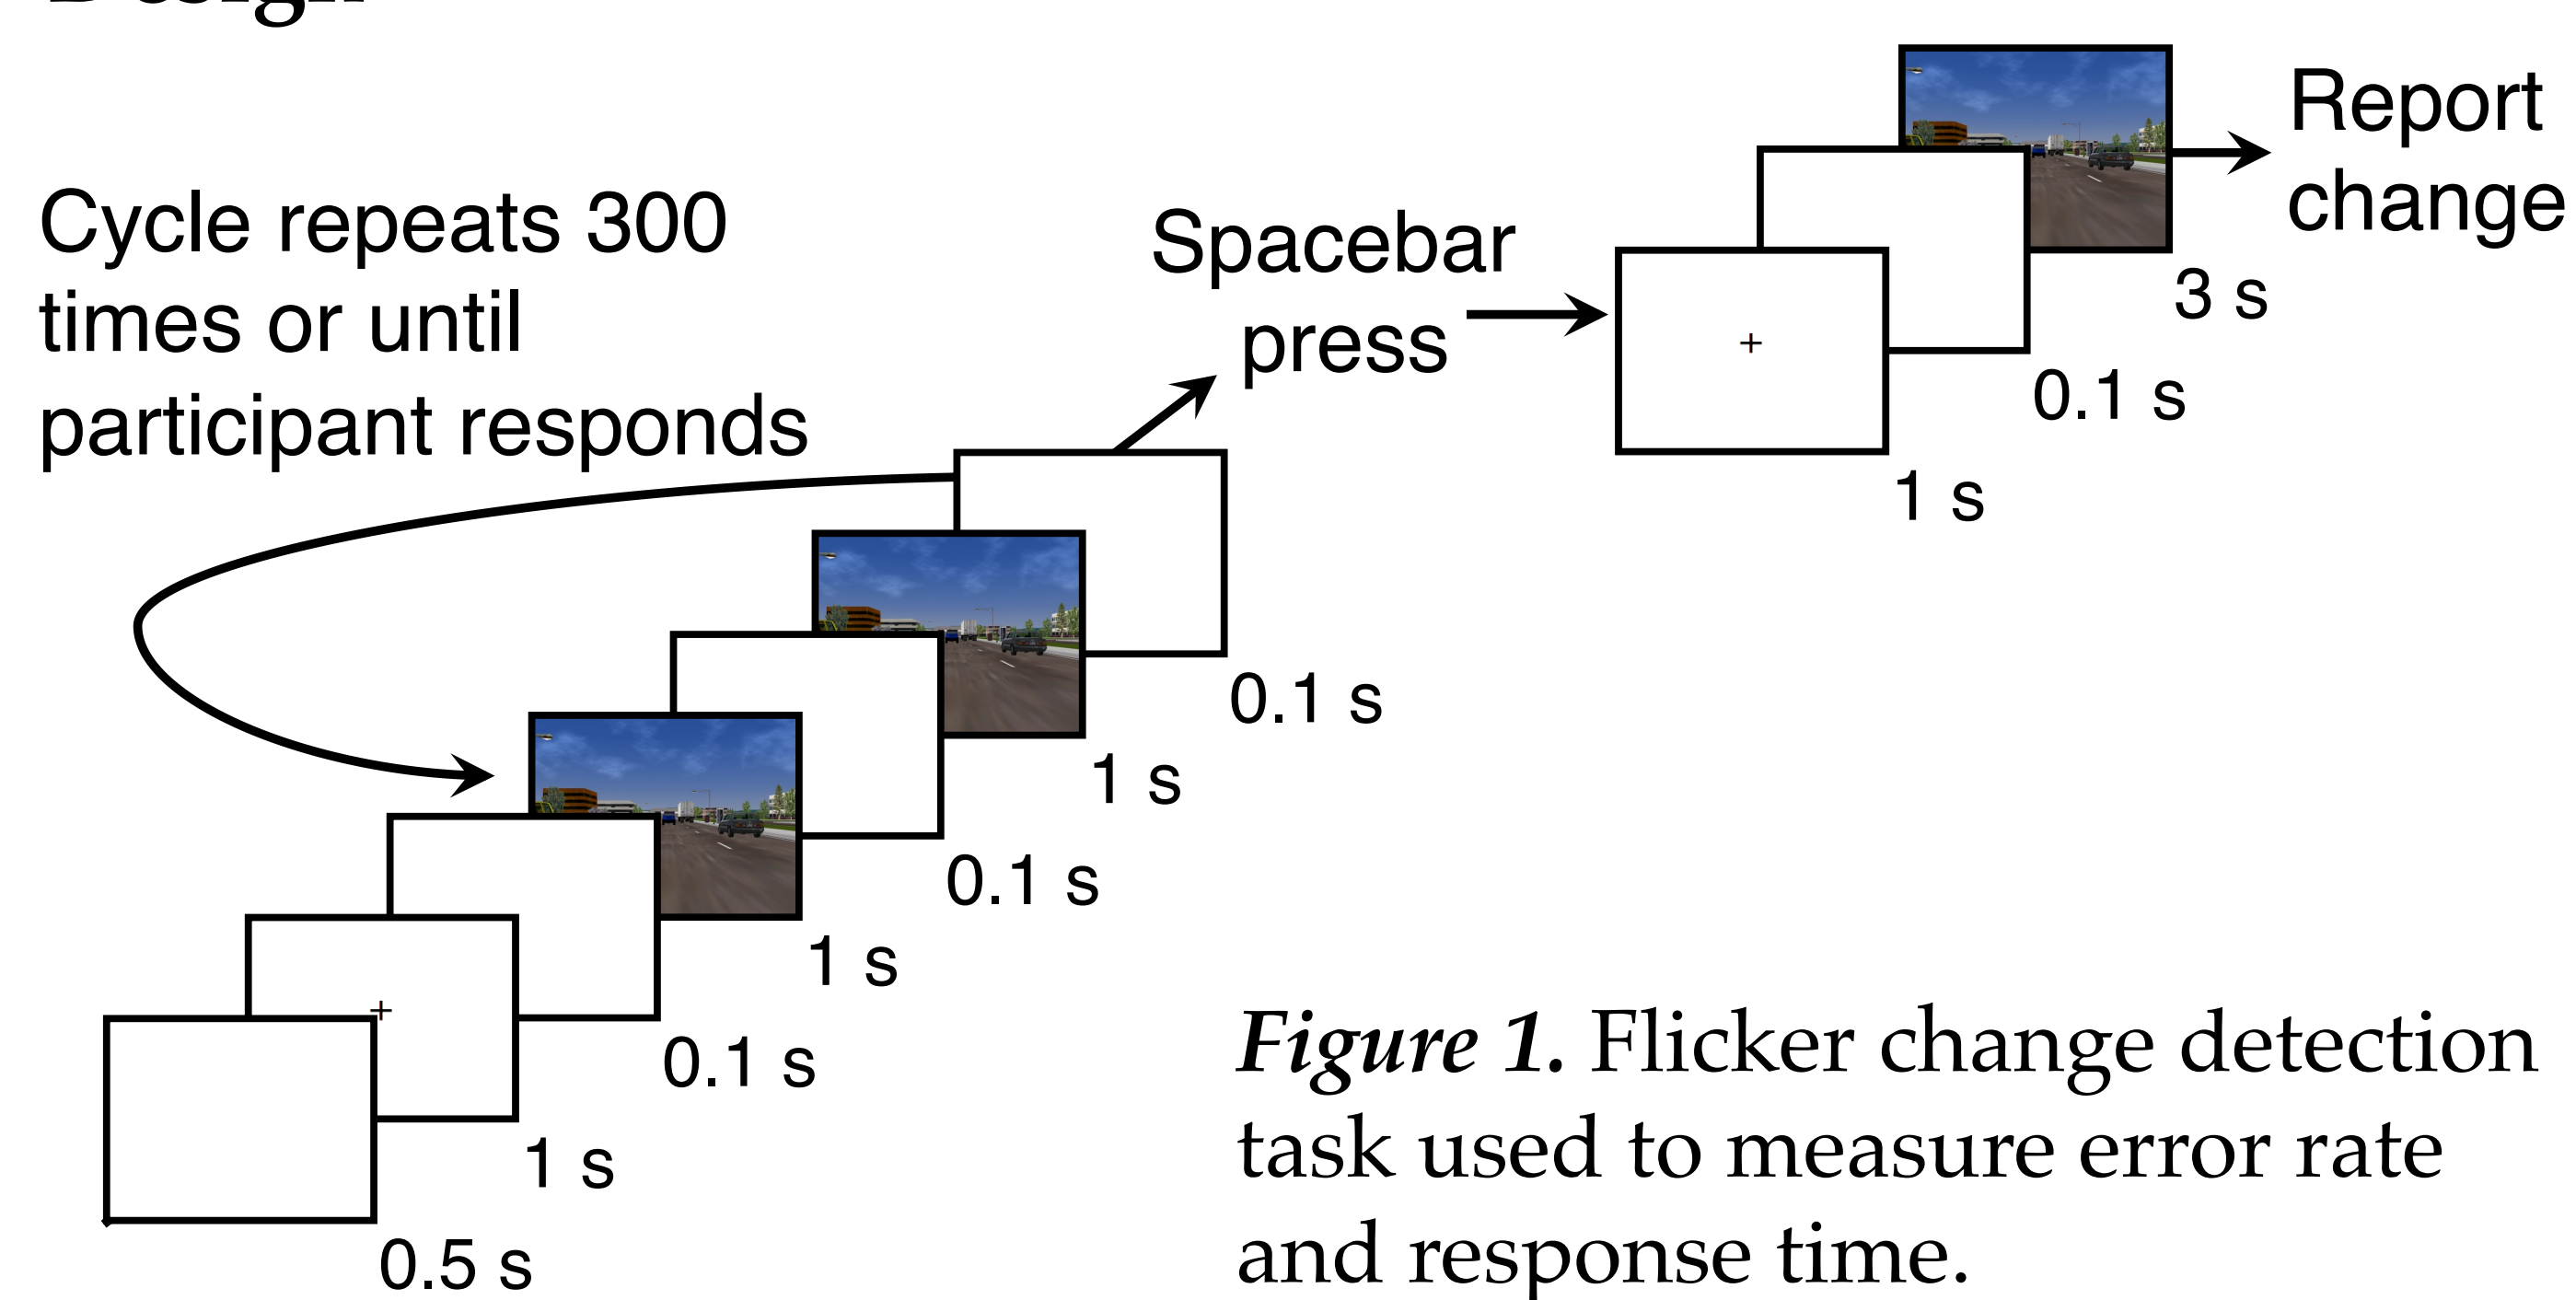 Design
Cycle repeats 300
times or until
participant responds
Spacebar
press
Report
change
3 s
0.1 s
1 s
0.1 s
1 s
0.1 s
1 s
0.1 s
1 s
0.5 s
Figure 1. Flicker change detection
task used to measure error rate
and response time.